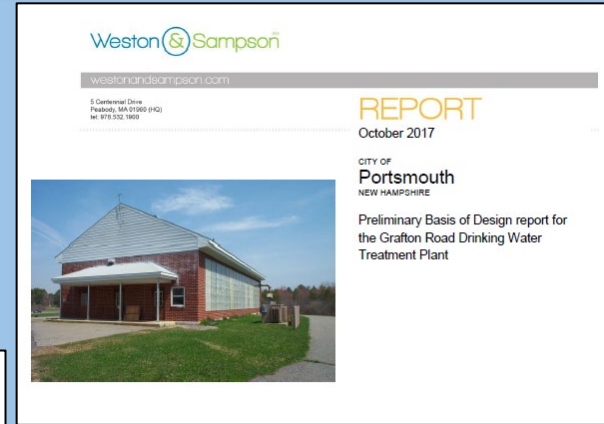 Weston & Sampson
westonandsampson.com
5 Centennial Drive
Peabody, MA 01960 (HQ)
tel: 978.532.1900
REPORT
October 2017
CITY OF
Portsmouth
NEW HAMPSHIRE
Preliminary Basis of Design report for
the Grafton Road Drinking Water
Treatment Plant